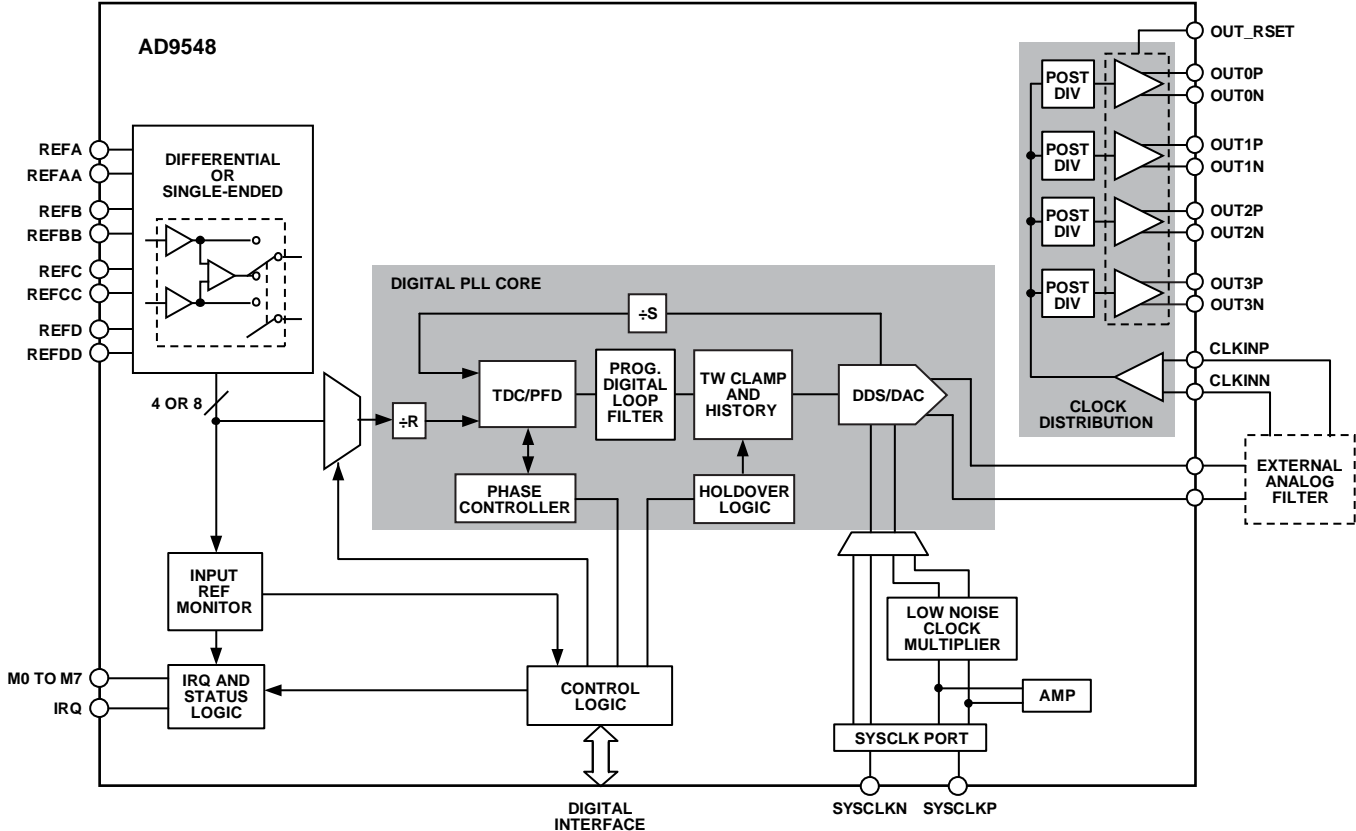 AD9548
OUT_RSET
OUT0P
OUT0N
OUT1P
OUT1N
OUT2P
OUT2N
OUT3P
OUT3N
CLKINP
CLKINN
POST
DIV
POST
DIV
POST
DIV
POST
DIV
CLOCK
DISTRIBUTION
EXTERNAL
ANALOG
FILTER
REFA
REFAA
REFB
REFBB
REFC
REFCC
REFD
REFDD
DIFFERENTIAL
OR
SINGLE-ENDED
4 OR 8
DIGITAL PLL CORE
÷S
÷R
TDC/PFD
PROG.
DIGITAL
LOOP
FILTER
TW CLAMP
AND
HISTORY
DDS/DAC
PHASE
CONTROLLER
HOLDOVER
LOGIC
INPUT
REF
MONITOR
LOW NOISE
CLOCK
MULTIPLIER
M0 TO M7
IRQ
IRQ AND
STATUS
LOGIC
CONTROL
LOGIC
AMP
SYSCLK PORT
DIGITAL
INTERFACE
SYSCLKN
SYSCLKP